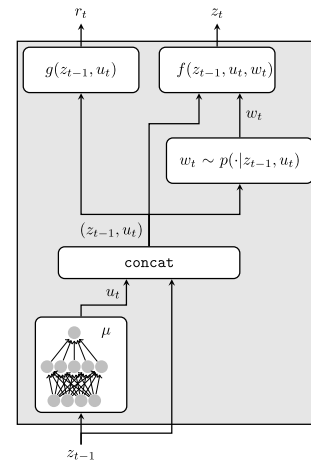 r_t z_t
g(z_{t-1}, u_t) f(z_{t-1}, u_t, w_t)
w_t
w_t ∼ p(·|z_{t-1}, u_t)
(z_{t-1}, u_t)
concat
u_t
μ
z_{t-1}